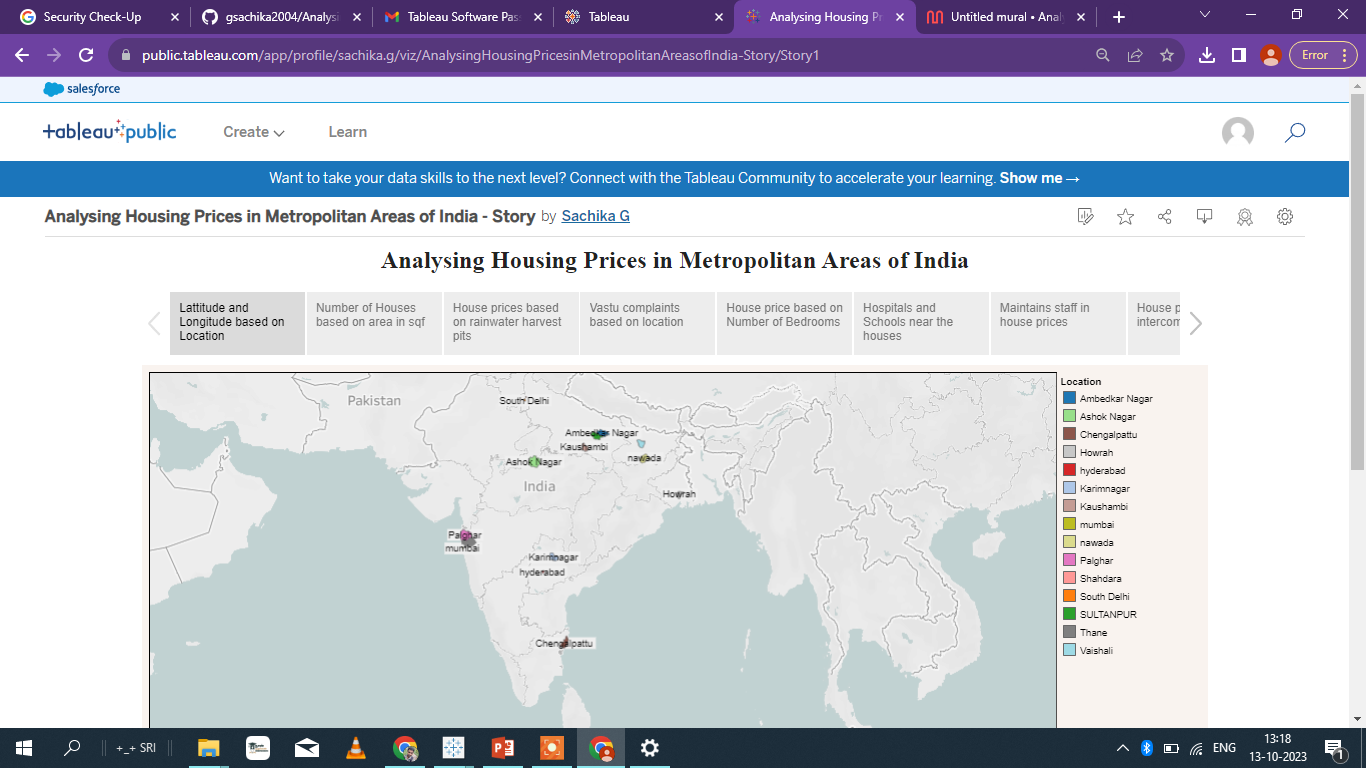 Security Check-Up
gsachika2004/Analysi
Tableau Software Pas
Tableau
Analysing Housing Pr
Untitled mural • Anal
public.tableau.com/app/profile/sachika.g/viz/AnalysingHousingPricesinMetropolitanAreasofIndia-Story/Story1
Error
salesforce
tableau public
Create
Learn
Want to take your data skills to the next level? Connect with the Tableau Community to accelerate your learning. Show me →
Analysing Housing Prices in Metropolitan Areas of India - Story by Sachika G
Analysing Housing Prices in Metropolitan Areas of India
Lattitude and
Longitude based on
Location
Number of Houses
based on area in sqf
House prices based
on rainwater harvest
pits
Vastu complaints
based on location
House price based on
Number of Bedrooms
Hospitals and
Schools near the
houses
Maintains staff in
house prices
House p
intercom
Pakistan
South Delhi
Ambedkar Nagar
Kaushambi
nawada
Ashok Nagar
India
Howrah
Palghar
mumbai
Karimnagar
hyderabad
Chengalpattu
Location
Ambedkar Nagar
Ashok Nagar
Chengalpattu
Howrah
hyderabad
Karimnagar
Kaushambi
mumbai
nawada
Palghar
Shahdara
South Delhi
SULTANPUR
Thane
Vaishali
+_+ SRI
ENG
13:18
13-10-2023
1